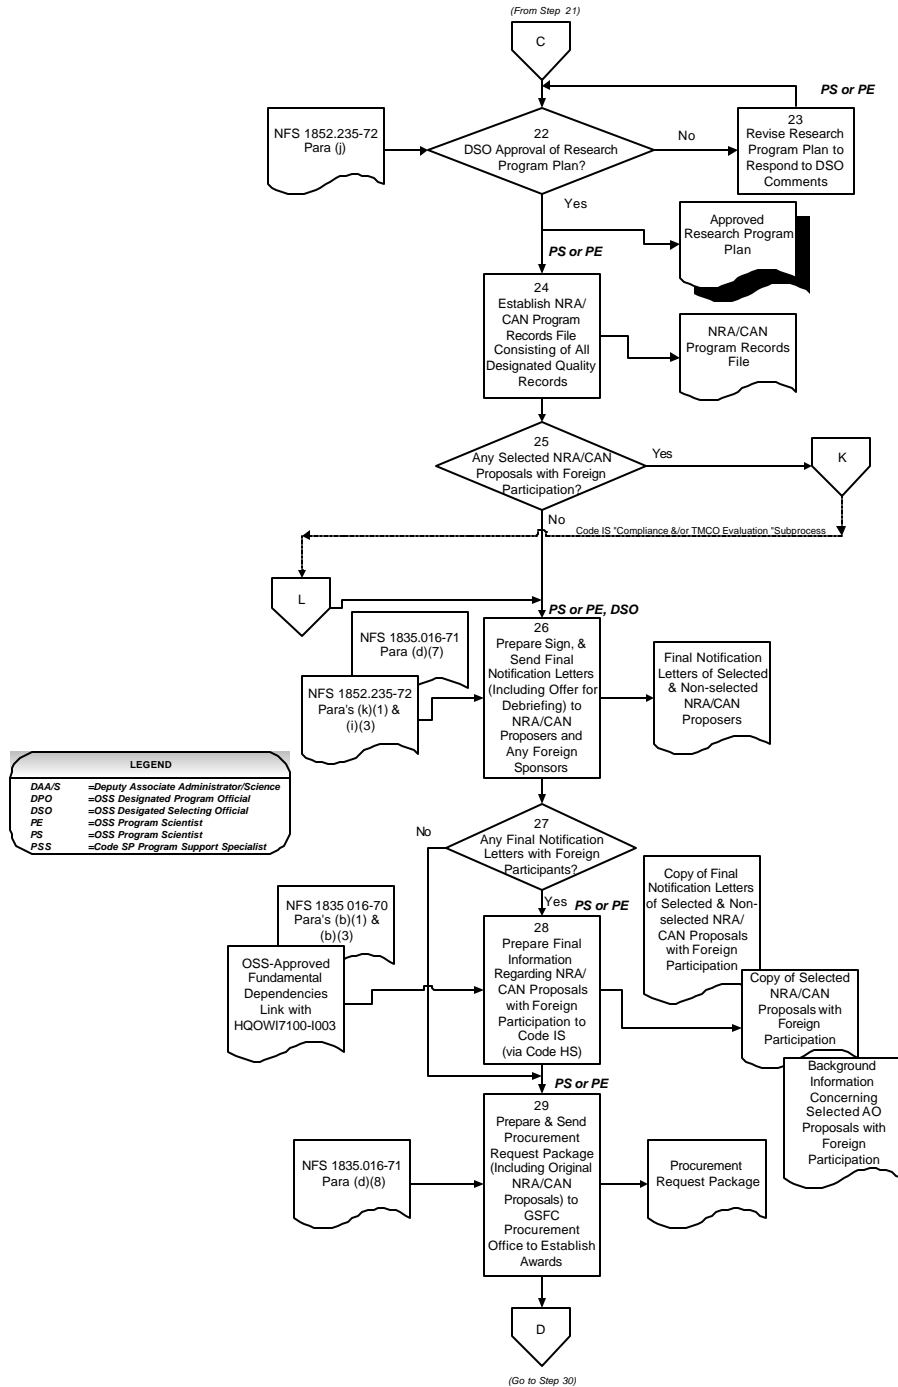 (From Step 21)
C
PS or PE
NFS 1852.235-72
Para (j)
22
DSO Approval of Research
Program Plan?
No
23
Revise Research
Program Plan to
Respond to DSO
Comments
Yes
Approved
Research Program
Plan
PS or PE
24
Establish NRA/
CAN Program
Records File
Consisting of All
Designated Quality
Records
NRA/CAN
Program Records
File
25
Any Selected NRA/CAN
Proposals with Foreign
Participation?
Yes
K
No
Code IS "Compliance &/or TMCO Evaluation "Subprocess
L
PS or PE, DSO
NFS 1835.016-71
Para (d)(7)
NFS 1852.235-72
Para's (k)(1) &
(i)(3)
26
Prepare Sign, &
Send Final
Notification Letters
(Including Offer for
Debriefing) to
NRA/CAN
Proposers and
Any Foreign
Sponsors
Final Notification
Letters of Selected
& Non-selected
NRA/CAN
Proposers
LEGEND
DAA/S =Deputy Associate Administrator/Science
DPO =OSS Designated Program Official
DSO =OSS Desigated Selecting Official
PE =OSS Program Scientist
PS =OSS Program Scientist
PSS =Code SP Program Support Specialist
No
27
Any Final Notification
Letters with Foreign
Participants?
Yes
PS or PE
NFS 1835 016-70
Para's (b)(1) &
(b)(3)
OSS-Approved
Fundamental
Dependencies
Link with
HQOWI7100-I003
28
Prepare Final
Information
Regarding NRA/
CAN Proposals
with Foreign
Participation to
Code IS
(via Code HS)
Copy of Final
Notification Letters
of Selected & Non-
selected NRA/
CAN Proposals
with Foreign
Participation
Copy of Selected
NRA/CAN
Proposals with
Foreign
Participation
Background
Information
Concerning
Selected AO
Proposals with
Foreign
Participation
PS or PE
NFS 1835.016-71
Para (d)(8)
29
Prepare & Send
Procurement
Request Package
(Including Original
NRA/CAN
Proposals) to
GSFC
Procurement
Office to Establish
Awards
Procurement
Request Package
D
(Go to Step 30)